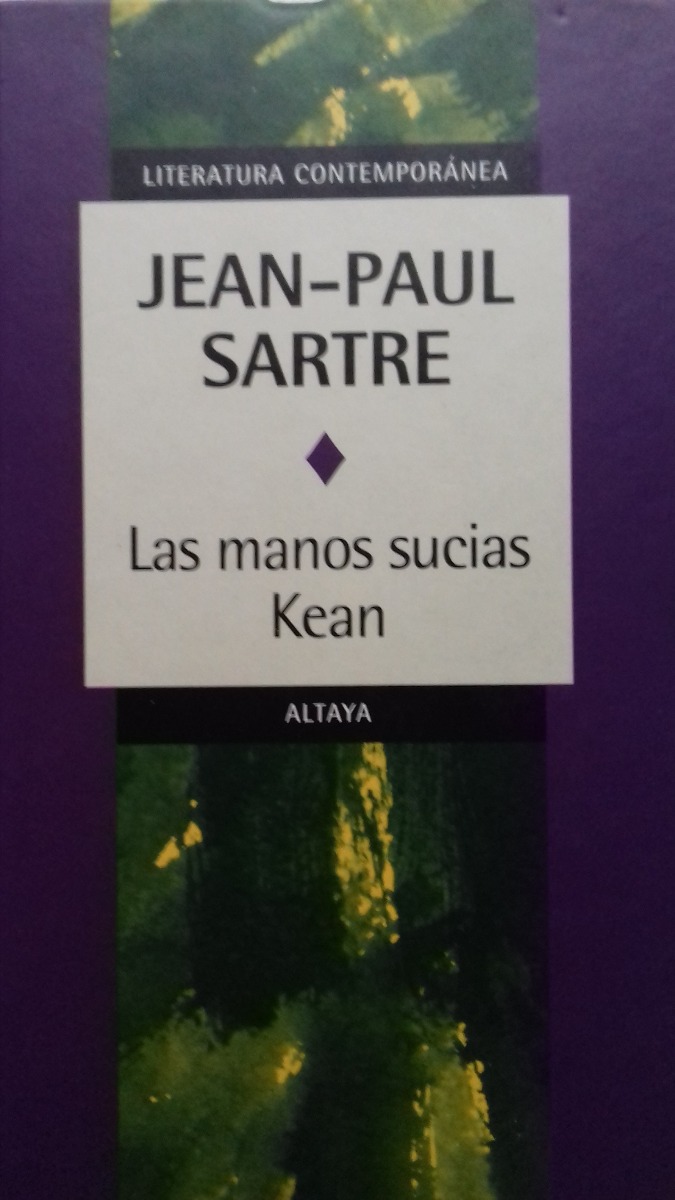 LITERATURA CONTEMPORÁNEA
JEAN-PAUL
SARTRE
Las manos sucias
Kean
ALTAYA